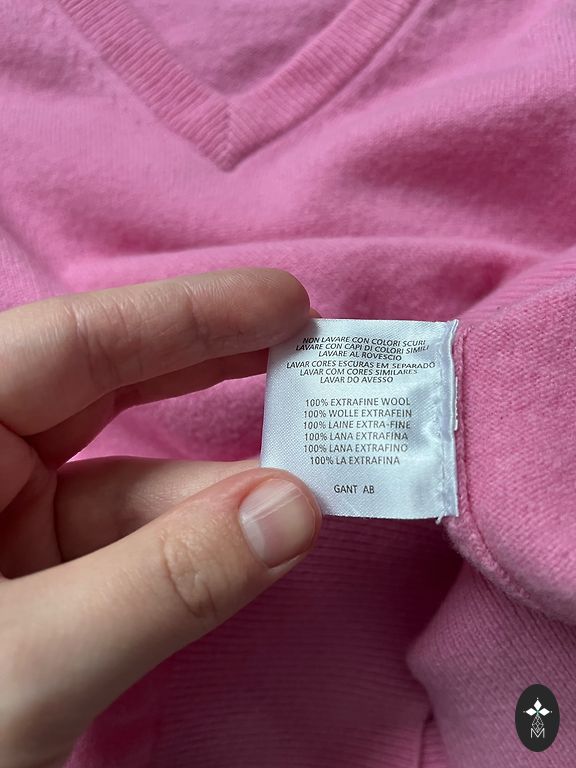 NON LAVARE CON COLORI SCURI
LAVARE CON CAPI DI COLORI SIMILI
LAVARE AL ROVESCIO
LAVAR CORES ESCURAS EM SEPARADO
LAVAR COM CORES SIMILARES
LAVAR DO AVESSO
100% EXTRAFINE WOOL
100% WOLLE EXTRAFEIN
100% LAINE EXTRA-FINE
100% LANA EXTRAFINA
100% LANA EXTRAFINO
100% LA EXTRAFINA
GANT AB
M